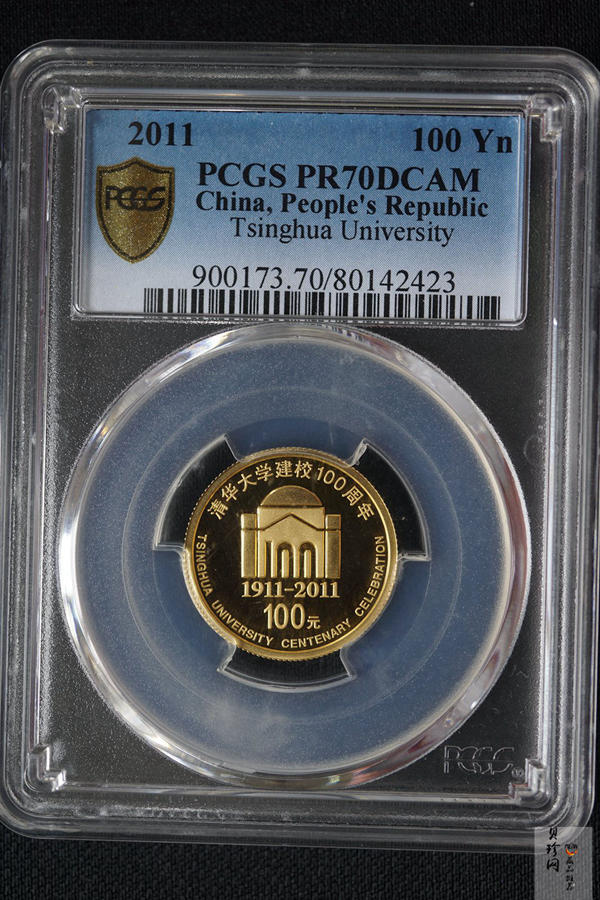 2011 100 Yn
PCGS PCGS PR70DCAM
China, People's Republic
Tsinghua University
900173.70/80142423
清华大学建校100周年
1911-2011
100元
TSINGHUA UNIVERSITY CENTENARY CELEBRATION
PCGS
贝珍网